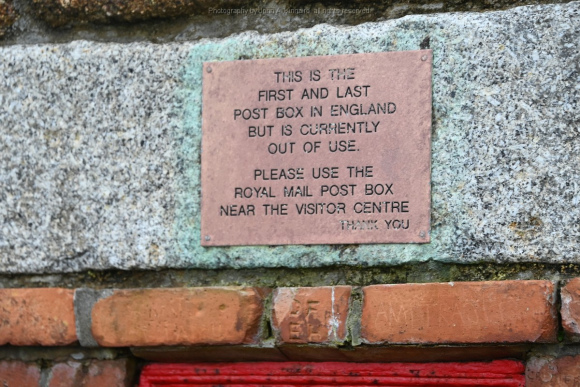 THIS IS THE
FIRST AND LAST
POST BOX IN ENGLAND
BUT IS CURRENTLY
OUT OF USE.
PLEASE USE THE
ROYAL MAIL POST BOX
NEAR THE VISITOR CENTRE
THANK YOU